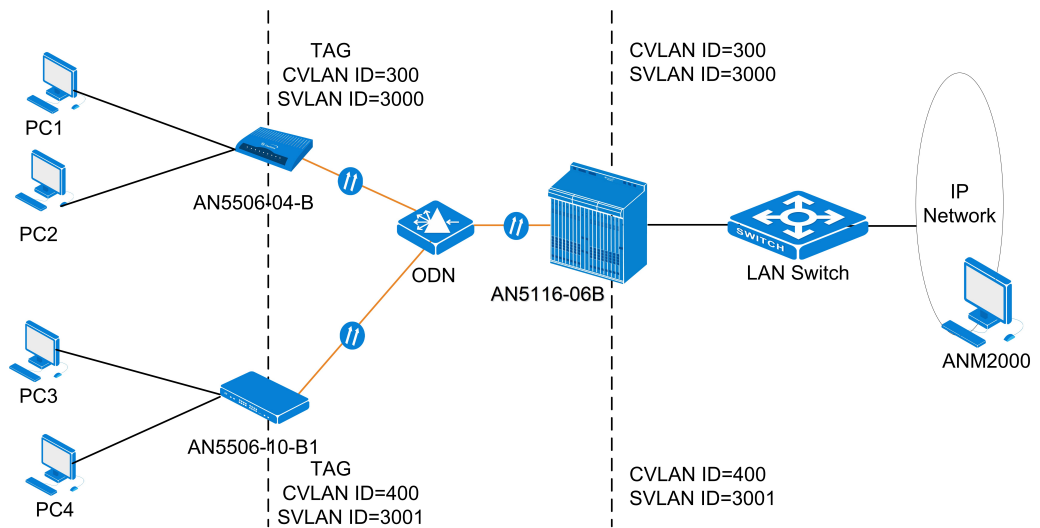 TAG
CVLAN ID=300
SVLAN ID=3000
CVLAN ID=300
SVLAN ID=3000
PC1
PC2
AN5506-04-B
ODN
AN5116-06B
SWITCH
LAN Switch
IP
Network
ANM2000
PC3
PC4
AN5506-10-B1
TAG
CVLAN ID=400
SVLAN ID=3001
CVLAN ID=400
SVLAN ID=3001